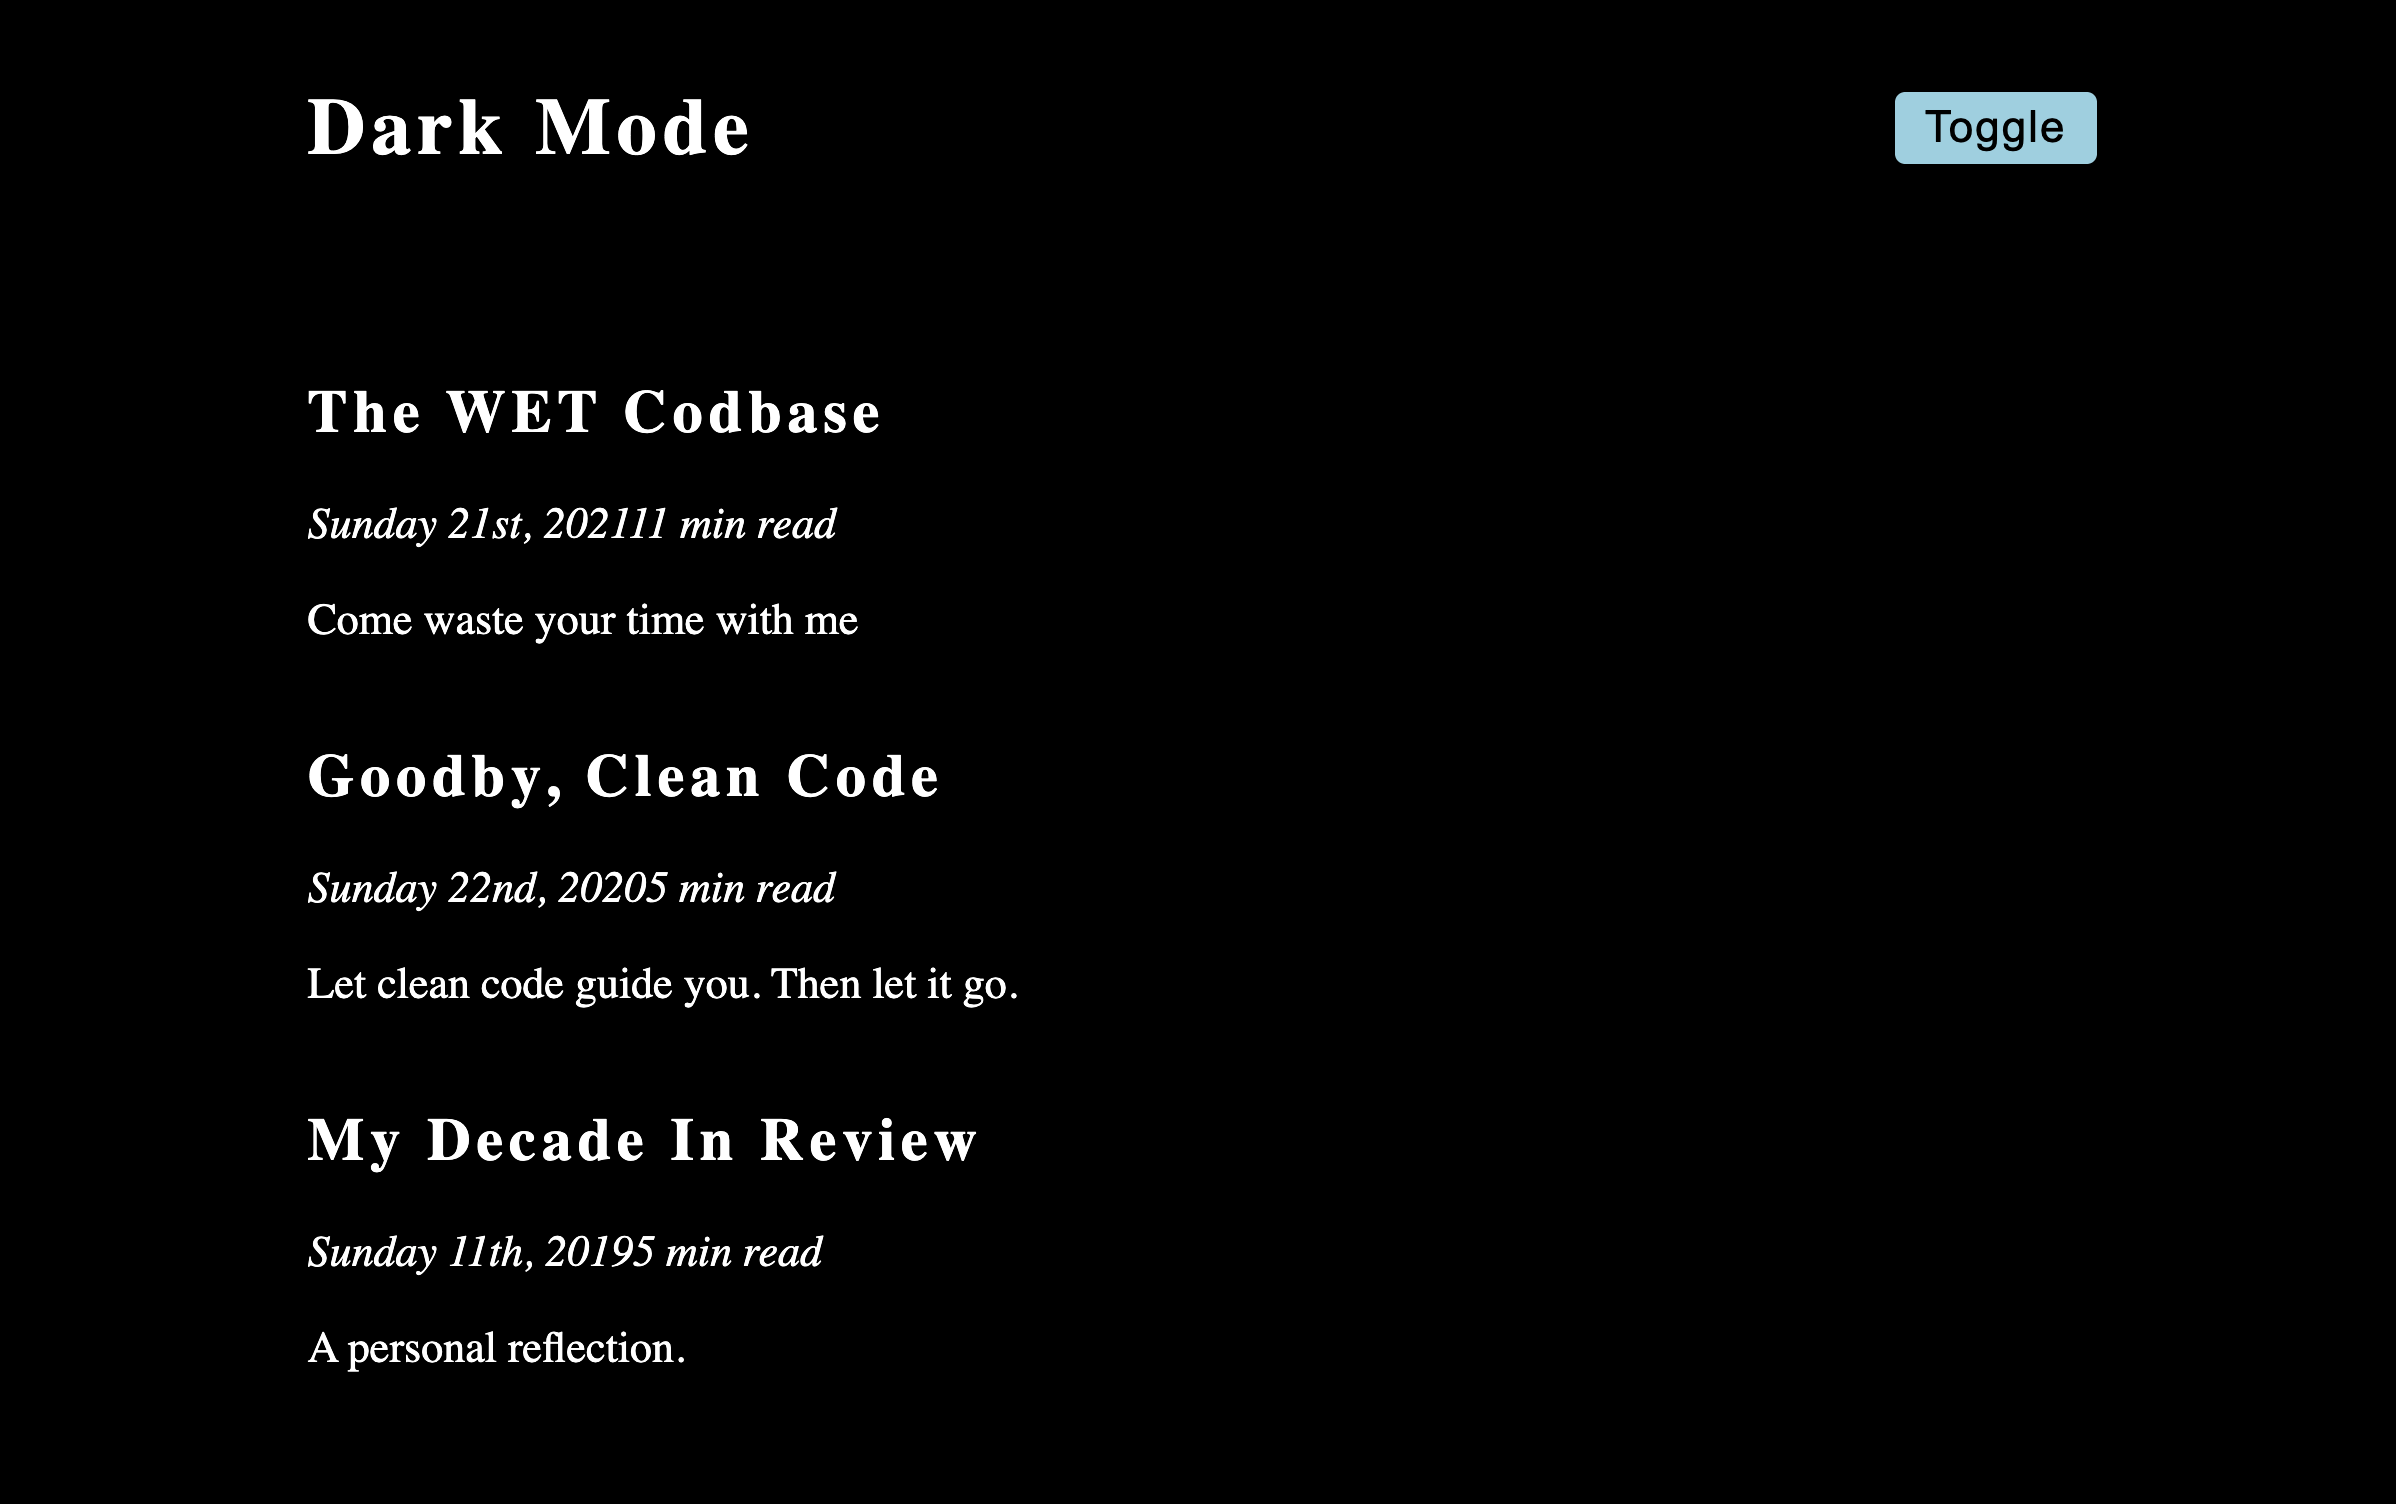 Dark Mode
Toggle
The WET Codbase
Sunday 21st, 202111 min read
Come waste your time with me
Goodby, Clean Code
Sunday 22nd, 20205 min read
Let clean code guide you. Then let it go.
My Decade In Review
Sunday 11th, 20195 min read
A personal reflection.